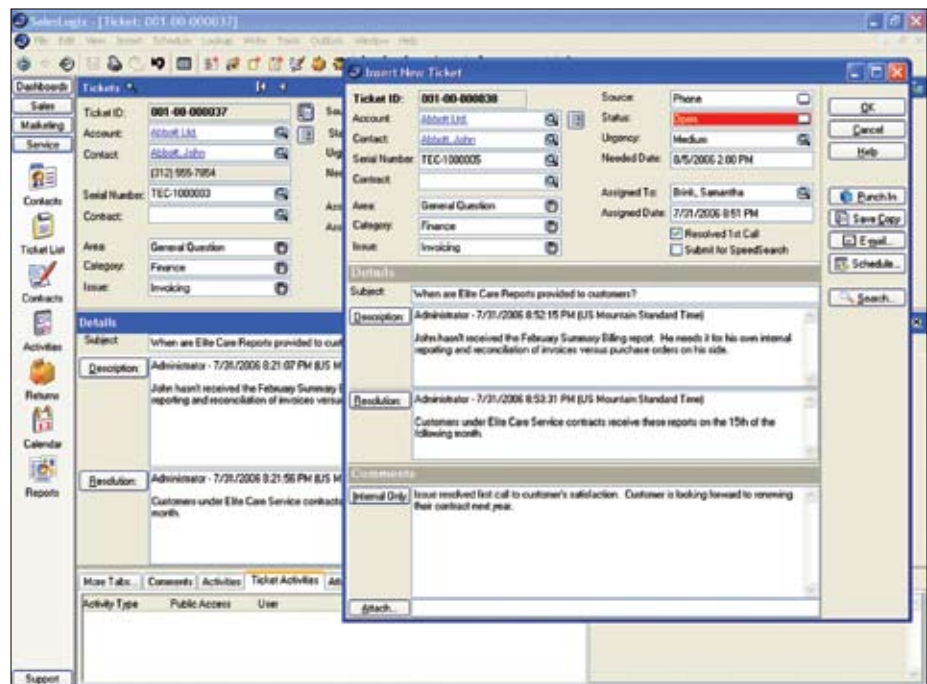 SalesLogix - [Ticket: 001-00-000037]
File Edit View Insert Schedule Lookup Write Tools Outlook Window Help
Dashboards
Sales
Marketing
Service
Contacts
Ticket List
Contracts
Activities
Returns
Calendar
Reports
Support
Tickets
Ticket ID: 001-00-000037
Account: Abbott Ltd.
Contact: Abbott, John
(312) 555-7854
Serial Number: TEC-1000003
Contract:
Area: General Question
Category: Finance
Issue: Invoicing
Details
Subject: When are Elite Care Reports provided to cust
Description: Administrator - 7/31/2006 8:21:07 PM (US M
John hasn't received the February Summary B
reporting and reconciliation of invoices versu
Resolution: Administrator - 7/31/2006 8:21:56 PM (US M
Customers under Elite Care Service contracts
month.
More Tabs... Comments Activities Ticket Activities Att
Activity Type Public Access User
Insert New Ticket
Ticket ID: 001-00-000038
Account: Abbott Ltd.
Contact: Abbott, John
Serial Number: TEC-1000005
Contract:
Area: General Question
Category: Finance
Issue: Invoicing
Source: Phone
Status: Open
Urgency: Medium
Needed Date: 8/5/2006 2:00 PM
Assigned To: Brink, Samantha
Assigned Date: 7/31/2006 8:51 PM
Resolved 1st Call
Submit for SpeedSearch
OK
Cancel
Help
Punch In
Save Copy
E-mail...
Schedule...
Search...
Details
Subject: When are Elite Care Reports provided to customers?
Description: Administrator - 7/31/2006 8:52:15 PM (US Mountain Standard Time)
John hasn't received the February Summary Billing report. He needs it for his own internal
reporting and reconciliation of invoices versus purchase orders on his side.
Resolution: Administrator - 7/31/2006 8:53:31 PM (US Mountain Standard Time)
Customers under Elite Care Service contracts receive these reports on the 15th of the
following month.
Comments
Internal Only Issue resolved first call to customer's satisfaction. Customer is looking forward to renewing
their contract next year.
Attach...